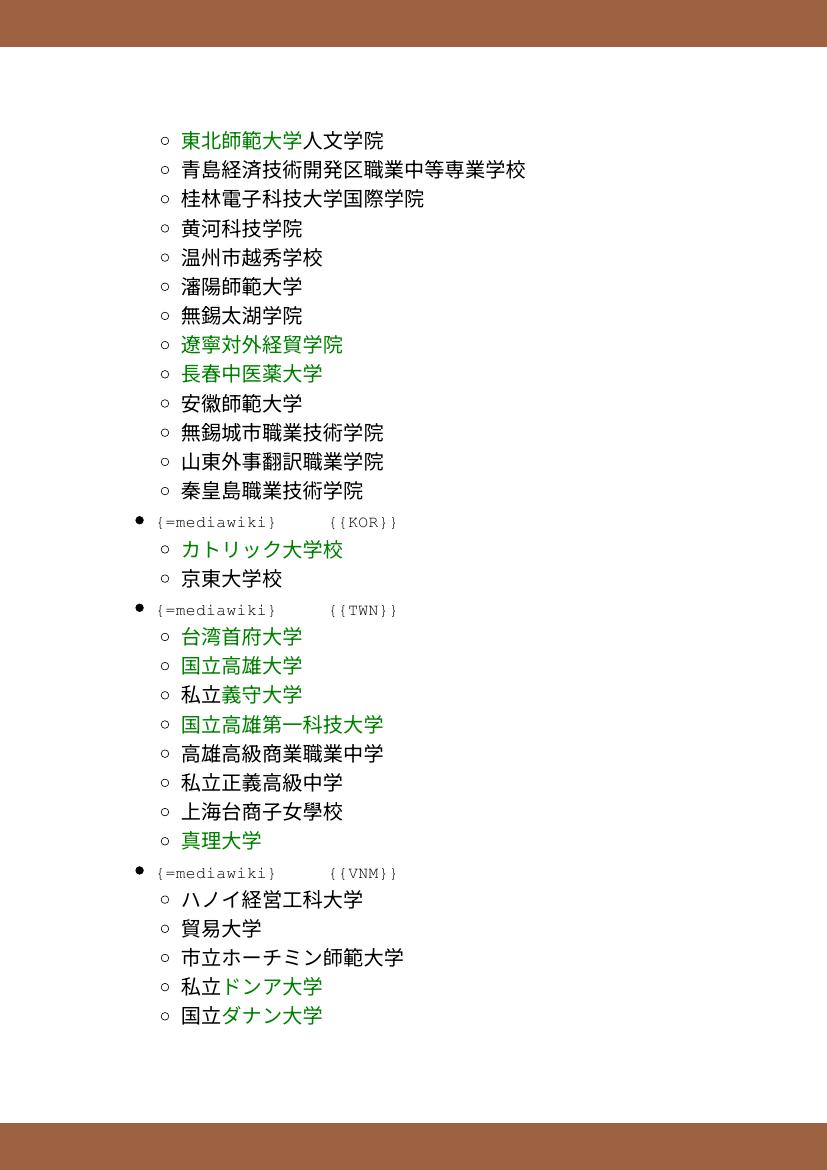 東北師範大学人文学院
青島経済技術開発区職業中等専業学校
桂林電子科技大学国際学院
黄河科技学院
温州市越秀学校
瀋陽師範大学
無錫太湖学院
遼寧対外経貿学院
長春中医薬大学
安徽師範大学
無錫城市職業技術学院
山東外事翻訳職業学院
秦皇島職業技術学院
{=mediawiki} {{KOR}}
カトリック大学校
京東大学校
{=mediawiki} {{TWN}}
台湾首府大学
国立高雄大学
私立義守大学
国立高雄第一科技大学
高雄高級商業職業中学
私立正義高級中学
上海台商子女學校
真理大学
{=mediawiki} {{VNM}}
ハノイ経営工科大学
貿易大学
市立ホーチミン師範大学
私立ドンア大学
国立ダナン大学